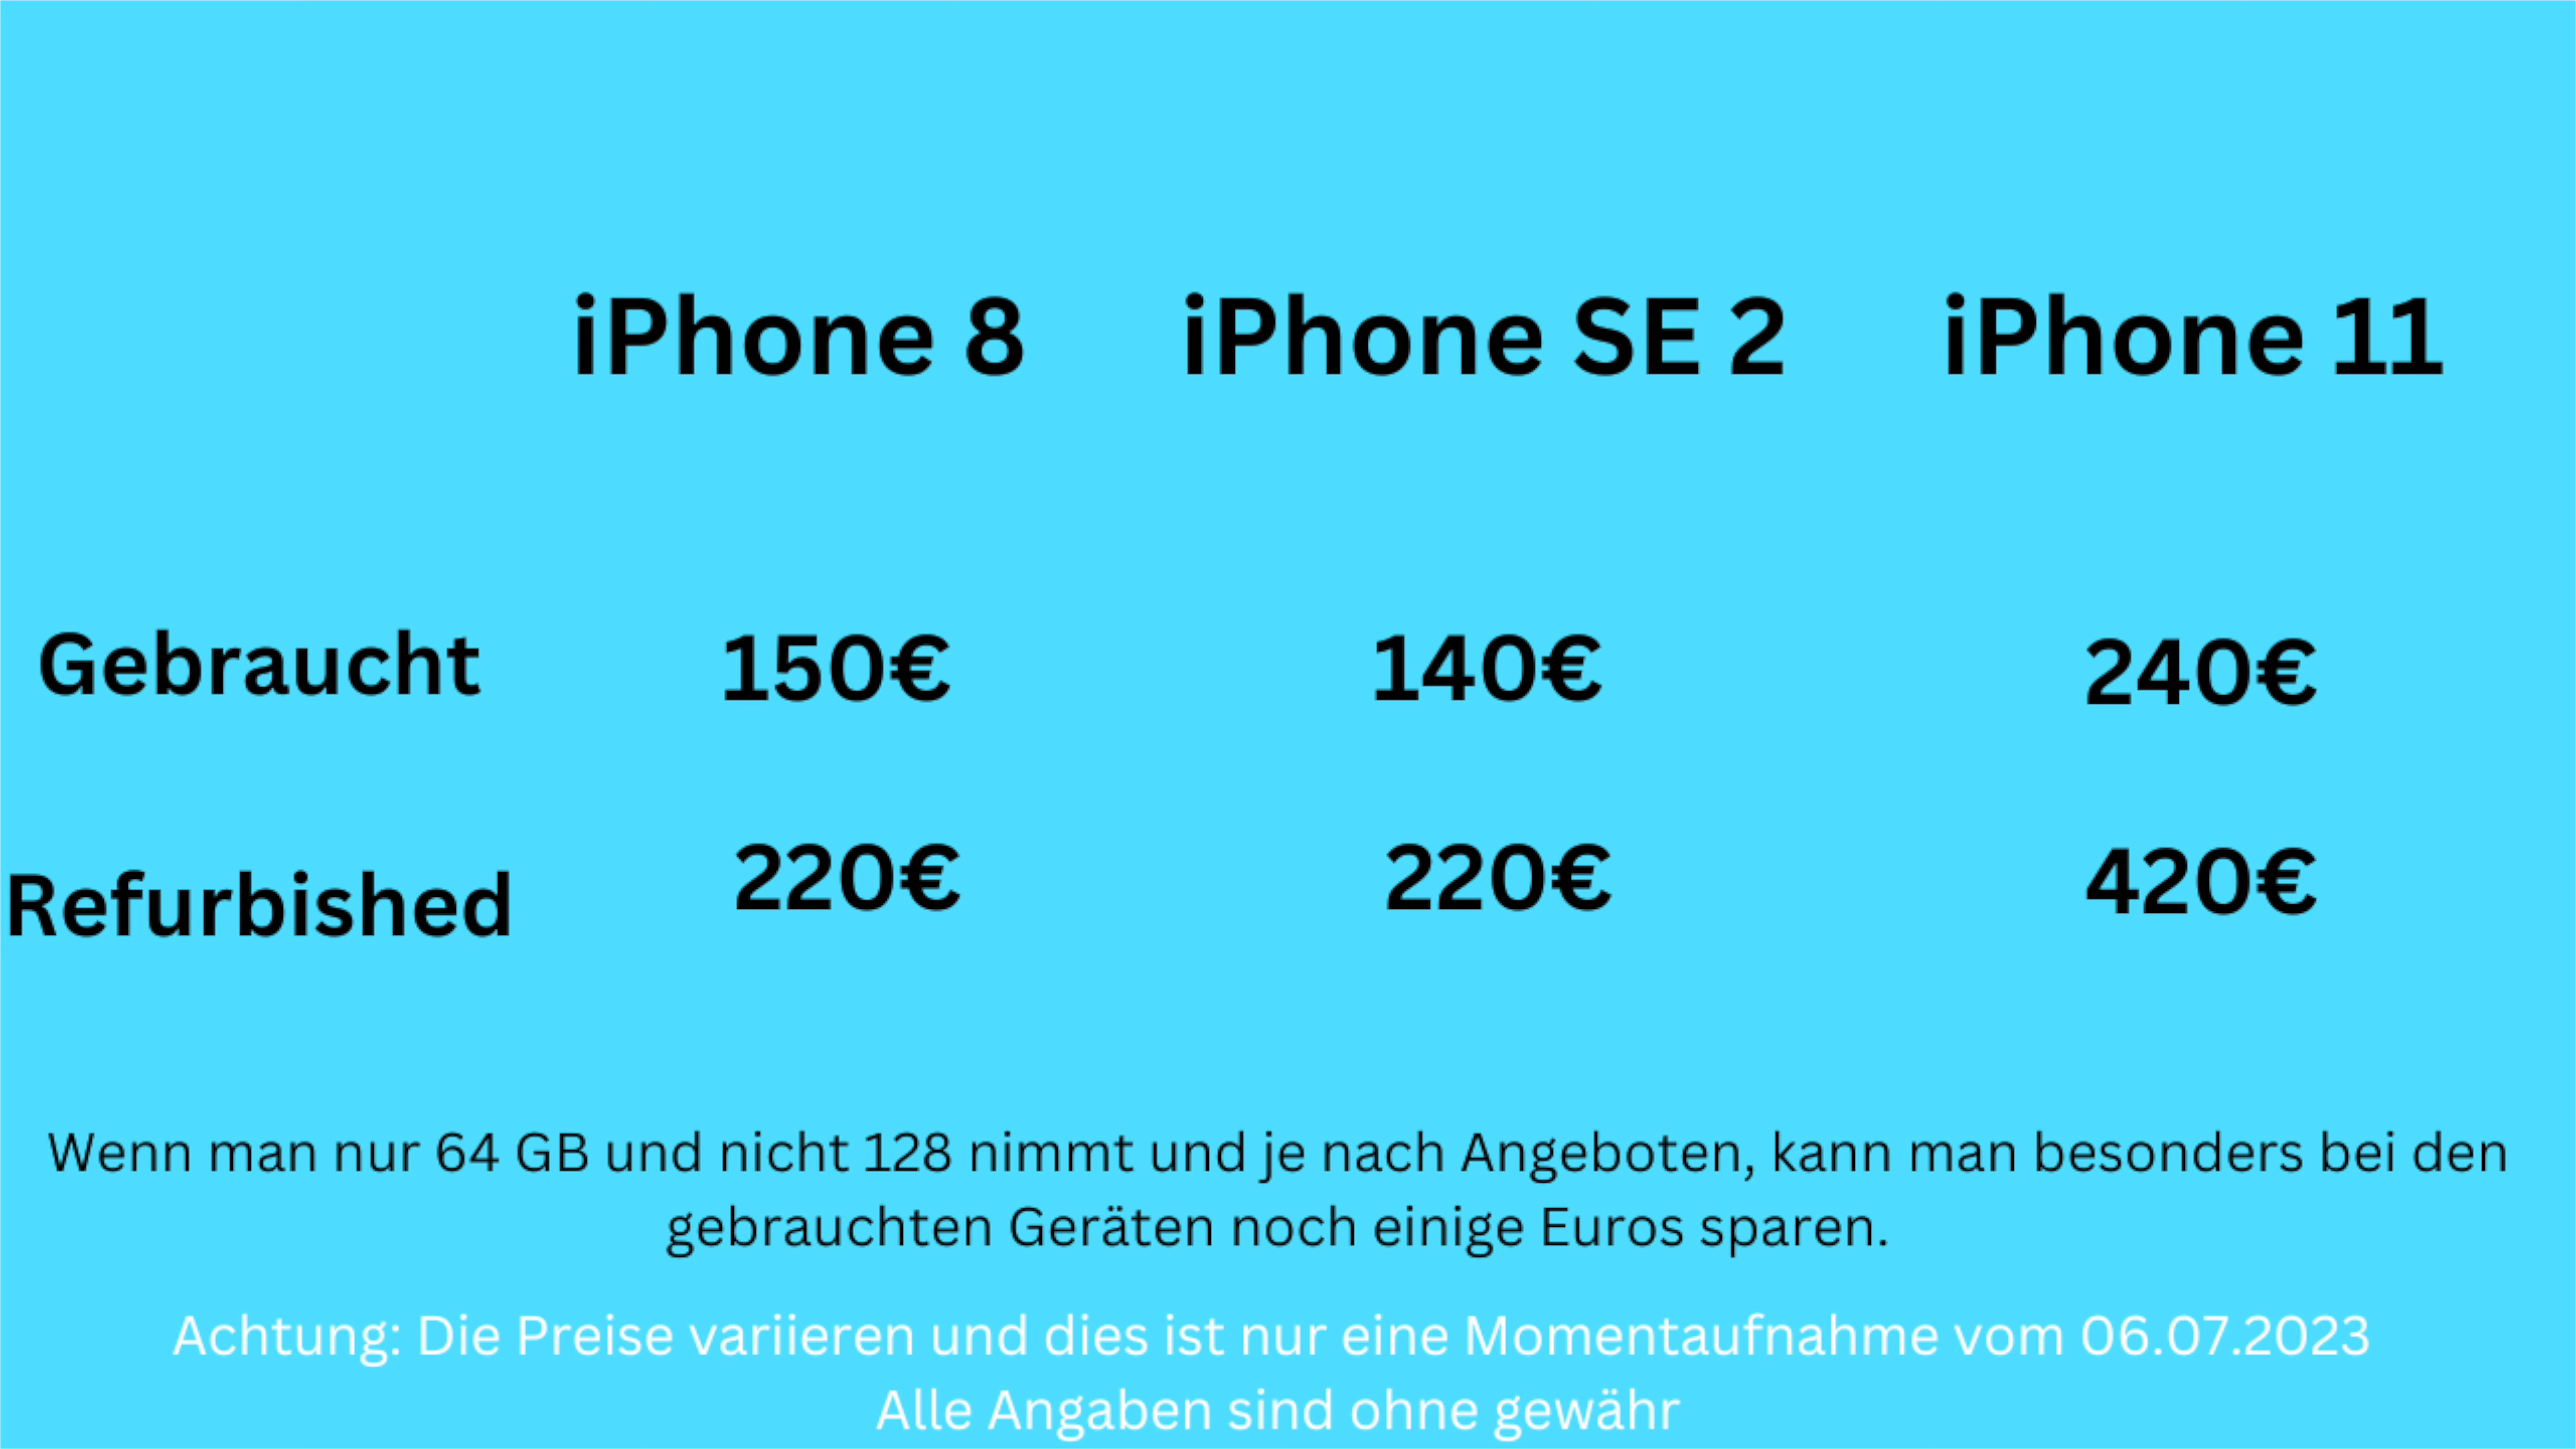 iPhone 8 iPhone SE 2 iPhone 11
Gebraucht 150€ 140€ 240€
Refurbished 220€ 220€ 420€
Wenn man nur 64 GB und nicht 128 nimmt und je nach Angeboten, kann man besonders bei den
gebrauchten Geräten noch einige Euros sparen.
Achtung: Die Preise variieren und dies ist nur eine Momentaufnahme vom 06.07.2023
Alle Angaben sind ohne gewähr